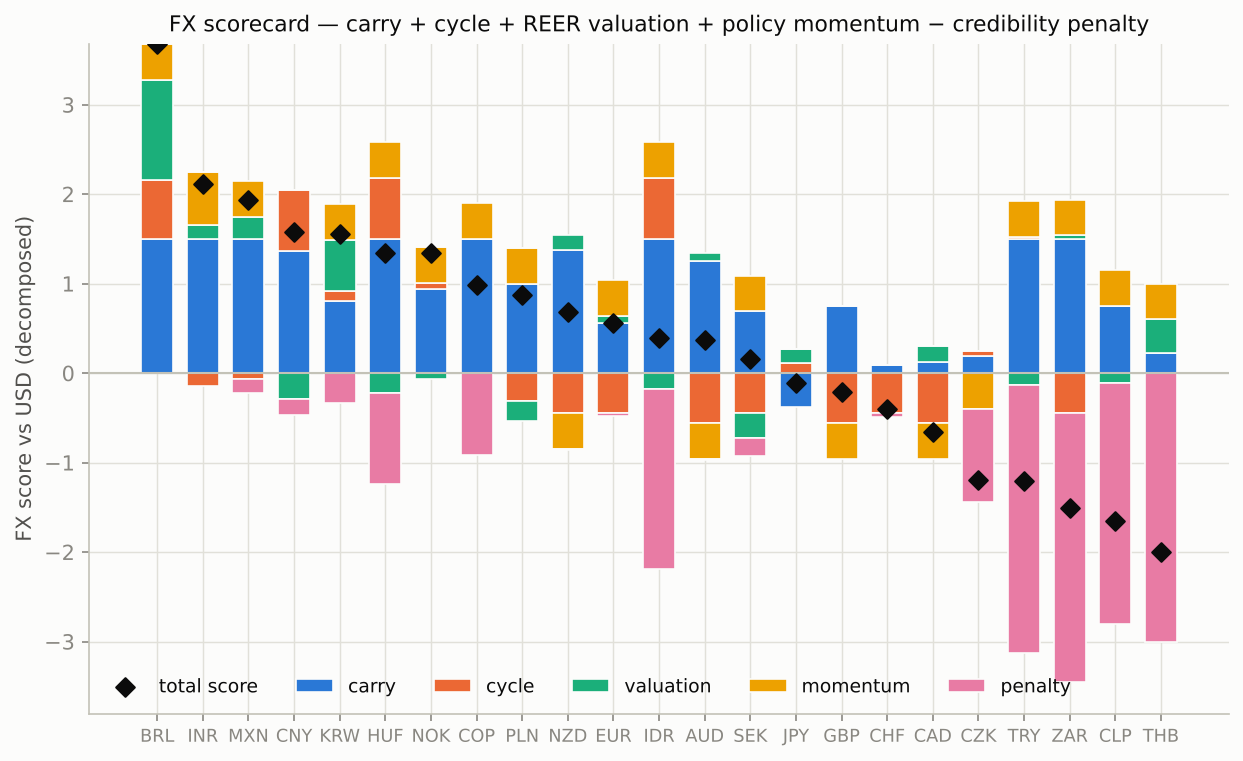 FX scorecard — carry + cycle + REER valuation + policy momentum − credibility penalty
FX score vs USD (decomposed)
3
2
1
0
−1
−2
−3
total score carry cycle valuation momentum penalty
BRL INR MXN CNY KRW HUF NOK COP PLN NZD EUR IDR AUD SEK JPY GBP CHF CAD CZK TRY ZAR CLP THB